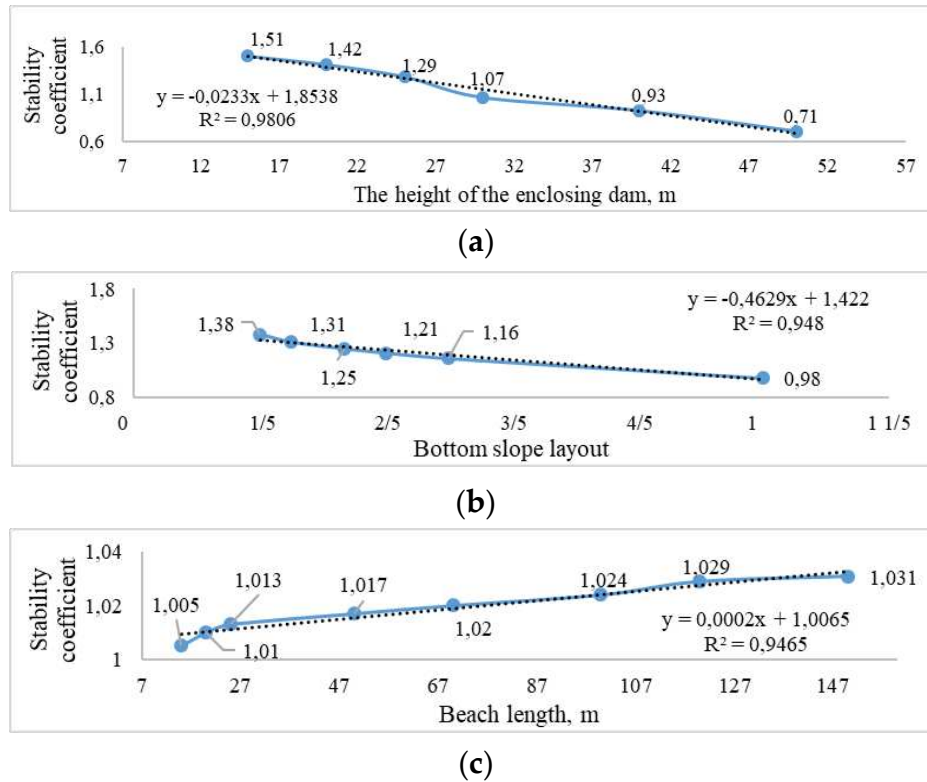 Stability
coefficient
1,6
1,1
0,6
1,51
1,42
1,29
1,07
0,93
0,71
y = -0,0233x + 1,8538
R² = 0,9806
7 12 17 22 27 32 37 42 47 52 57
The height of the enclosing dam, m
(a)
Stability
coefficient
1,8
1,3
0,8
1,38
1,31
1,25
1,21
1,16
0,98
y = -0,4629x + 1,422
R² = 0,948
0 1/5 2/5 3/5 4/5 1 1 1/5
Bottom slope layout
(b)
Stability
coefficient
1,04
1,02
1
1,005
1,01
1,013
1,017
1,02
1,024
1,029
1,031
y = 0,0002x + 1,0065
R² = 0,9465
7 27 47 67 87 107 127 147
Beach length, m
(c)